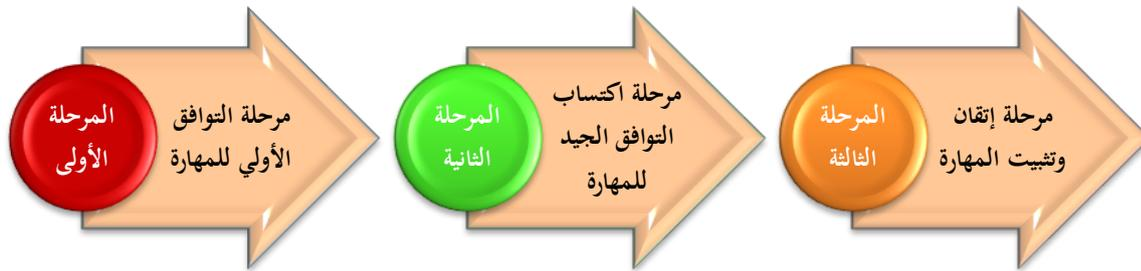 المرحلة
الأولى
مرحلة التوافق
الأولي للمهارة
المرحلة
الثانية
مرحلة اكتساب
التوافق الجيد
للمهارة
المرحلة
الثالثة
مرحلة إتقان
وتثبيت المهارة